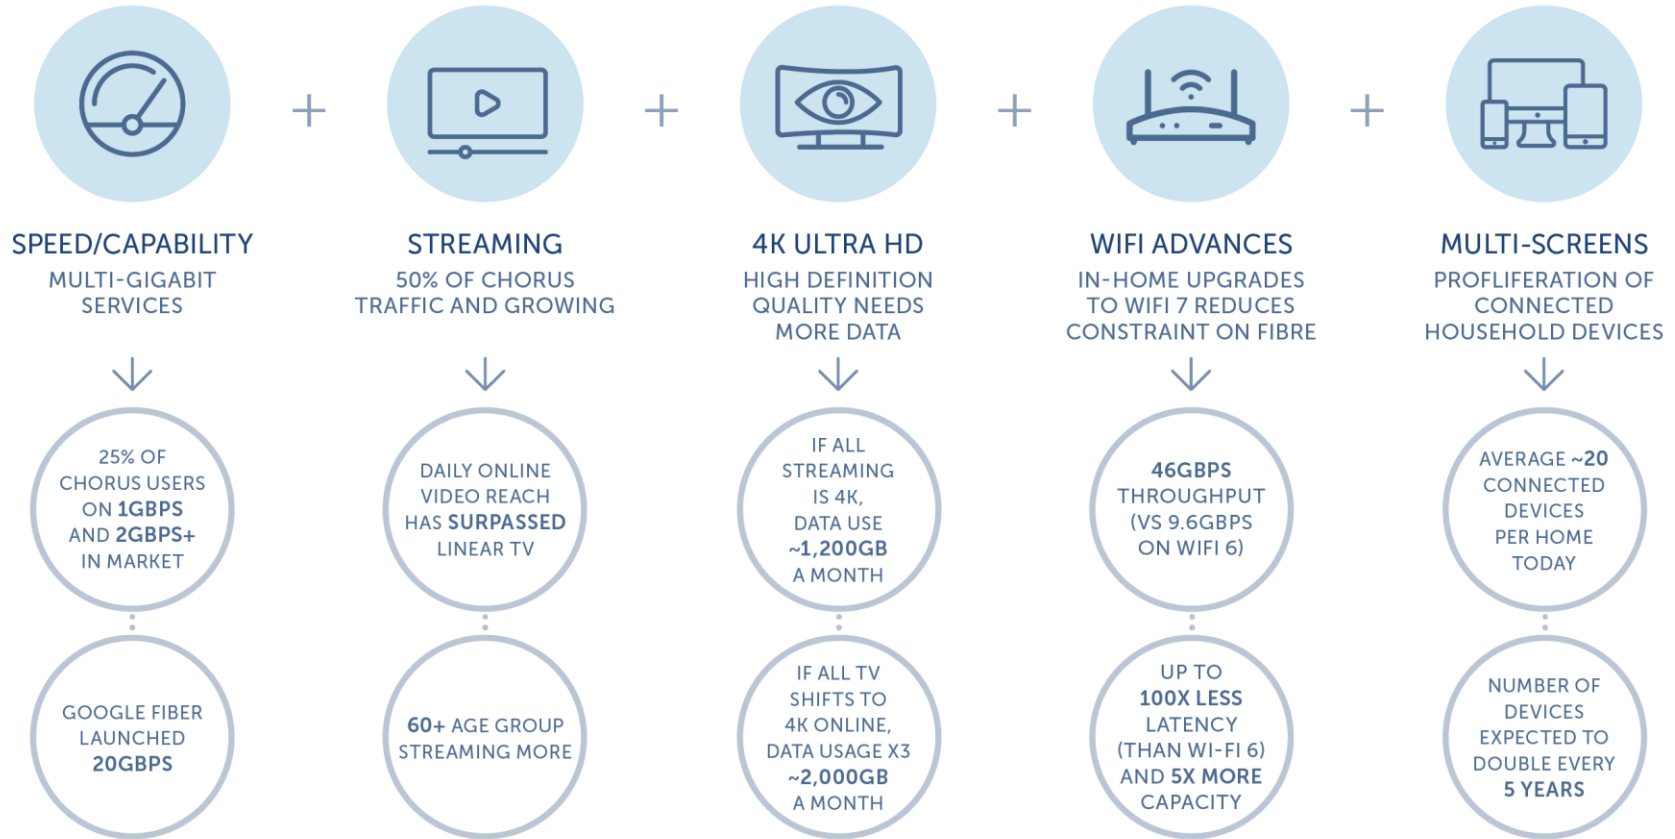 SPEED/CAPABILITY
MULTI-GIGABIT
SERVICES
25% OF
CHORUS USERS
ON 1GBPS
AND 2GBPS+
IN MARKET
GOOGLE FIBER
LAUNCHED
20GBPS
+
STREAMING
50% OF CHORUS
TRAFFIC AND GROWING
DAILY ONLINE
VIDEO REACH
HAS SURPASSED
LINEAR TV
60+ AGE GROUP
STREAMING MORE
+
4K ULTRA HD
HIGH DEFINITION
QUALITY NEEDS
MORE DATA
IF ALL
STREAMING
IS 4K,
DATA USE
~1,200GB
A MONTH
IF ALL TV
SHIFTS TO
4K ONLINE,
DATA USAGE X3
~2,000GB
A MONTH
+
WIFI ADVANCES
IN-HOME UPGRADES
TO WIFI 7 REDUCES
CONSTRAINT ON FIBRE
46GBPS
THROUGHPUT
(VS 9.6GBPS
ON WIFI 6)
UP TO
100X LESS
LATENCY
(THAN WI-FI 6)
AND 5X MORE
CAPACITY
+
MULTI-SCREENS
PROFLIFERATION OF
CONNECTED
HOUSEHOLD DEVICES
AVERAGE ~20
CONNECTED
DEVICES
PER HOME
TODAY
NUMBER OF
DEVICES
EXPECTED TO
DOUBLE EVERY
5 YEARS